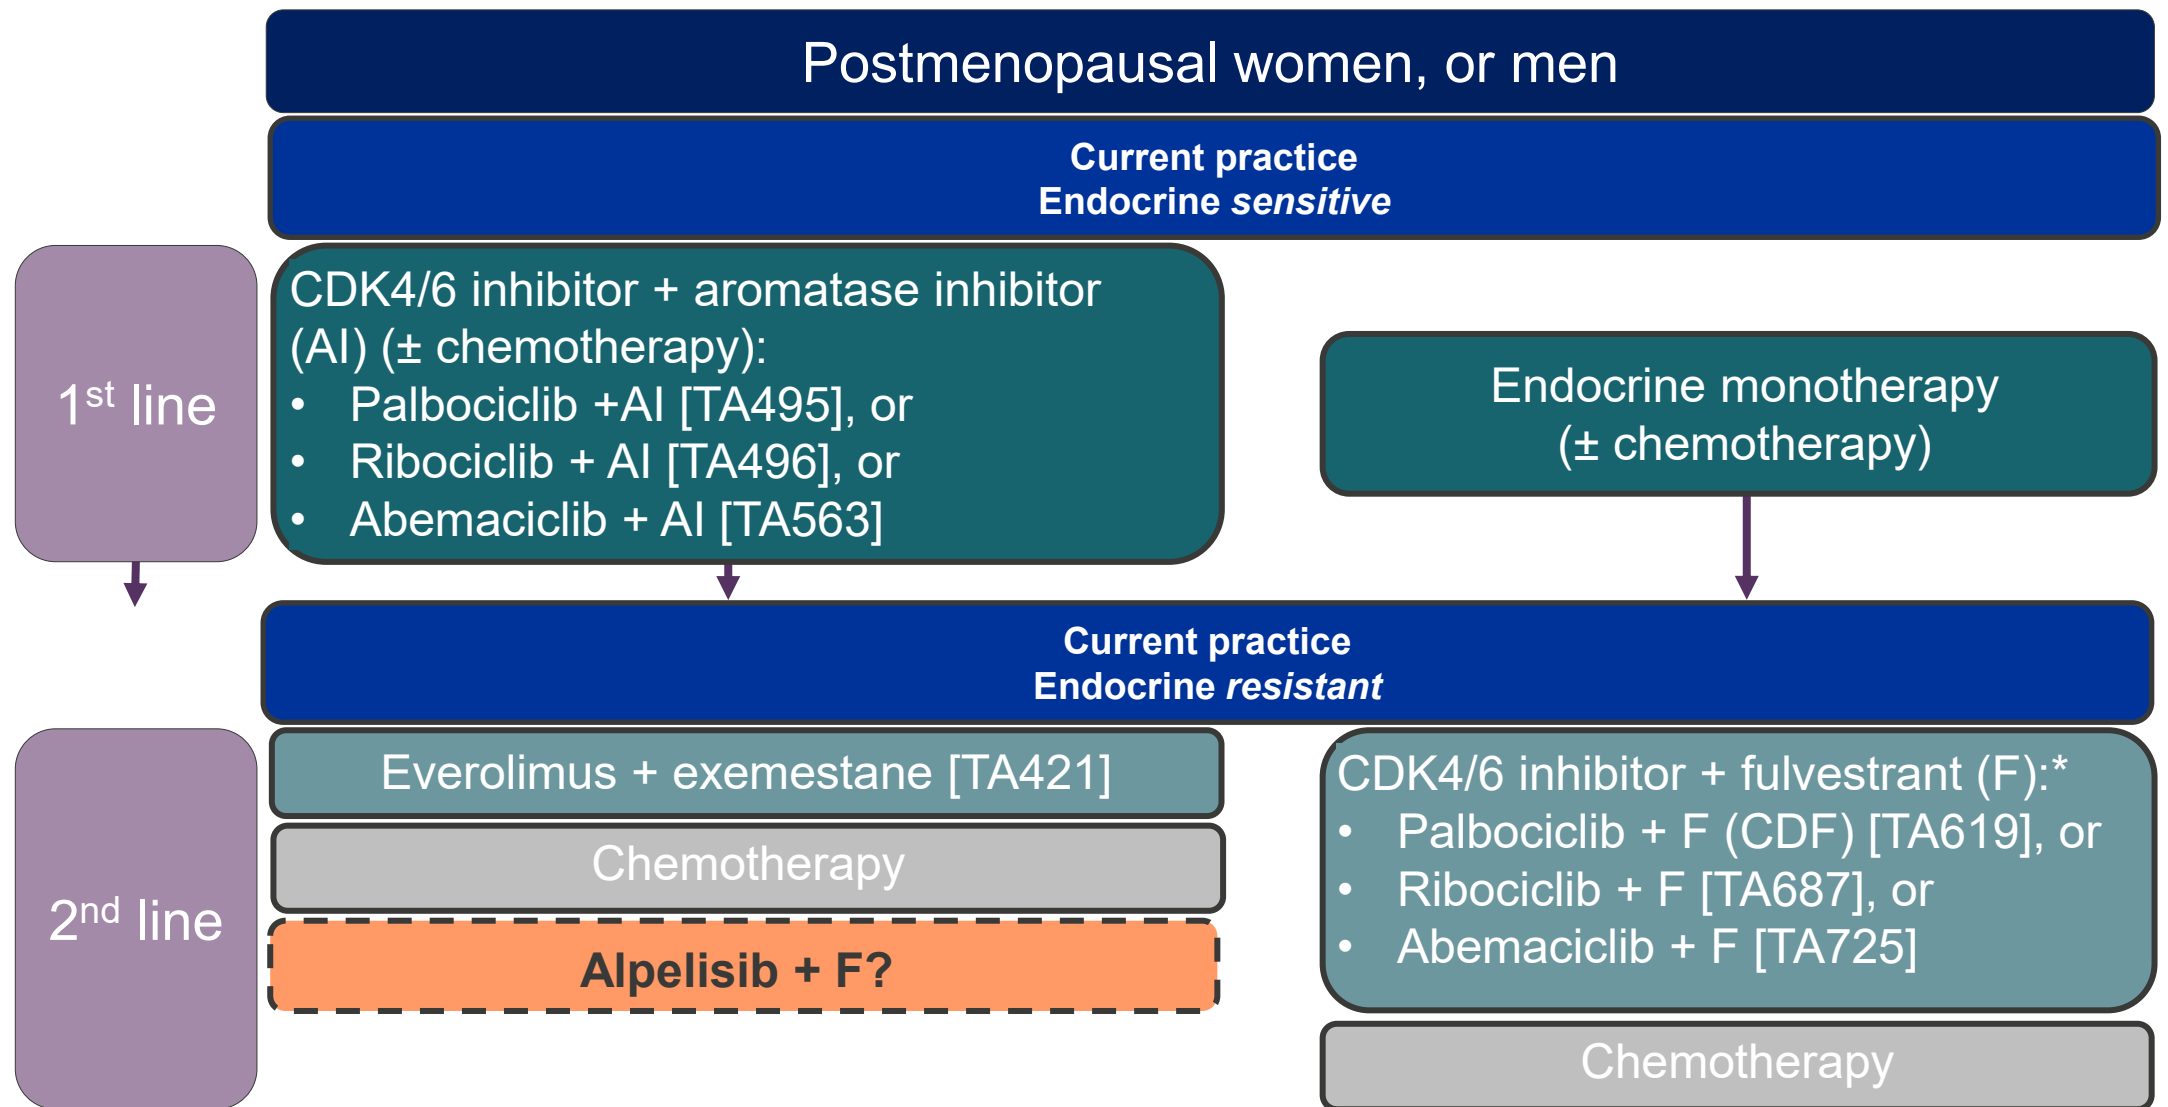 Postmenopausal women, or men
Current practice
Endocrine sensitive
1st line
CDK4/6 inhibitor + aromatase inhibitor
(AI) (± chemotherapy):
• Palbociclib +AI [TA495], or
• Ribociclib + AI [TA496], or
• Abemaciclib + AI [TA563]
Endocrine monotherapy
(± chemotherapy)
Current practice
Endocrine resistant
2nd line
Everolimus + exemestane [TA421]
Chemotherapy
Alpelisib + F?
CDK4/6 inhibitor + fulvestrant (F):*
• Palbociclib + F (CDF) [TA619], or
• Ribociclib + F [TA687], or
• Abemaciclib + F [TA725]
Chemotherapy